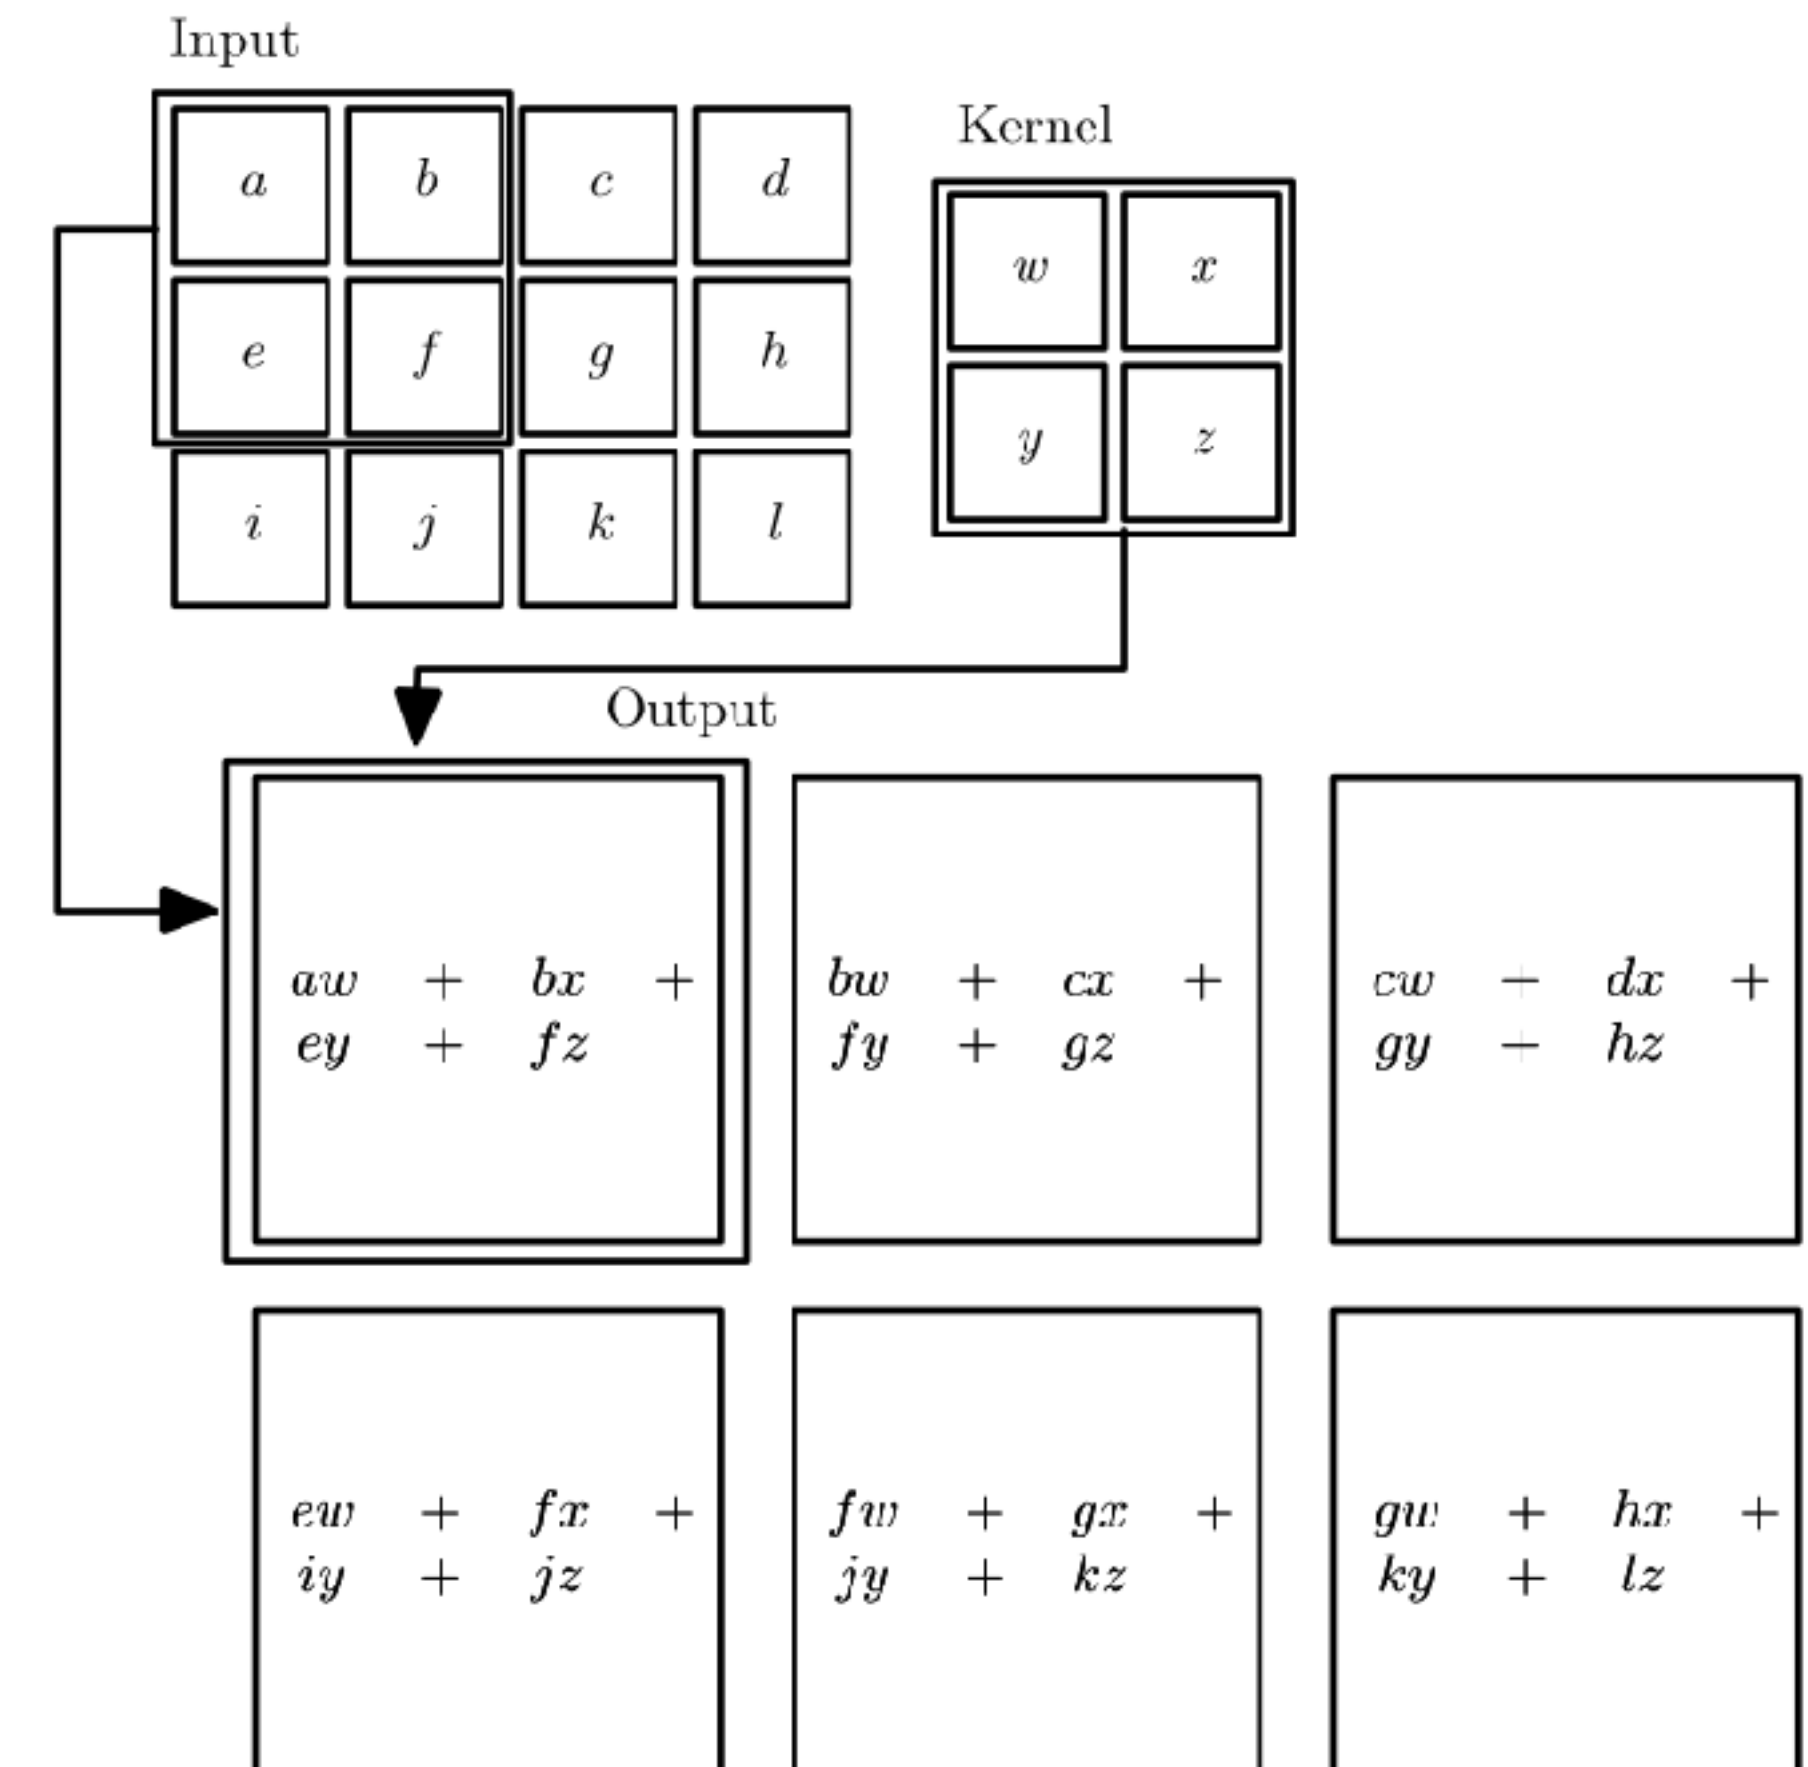 Input
Kernel
a b c d
w x
e f g h
y z
i j k l
Output
aw + bx +
ey + fz
bw + cx +
fy + gz
cw + dx +
gy + hz
ew + fx +
iy + jz
fw + gx +
jy + kz
gw + hx +
ky + lz